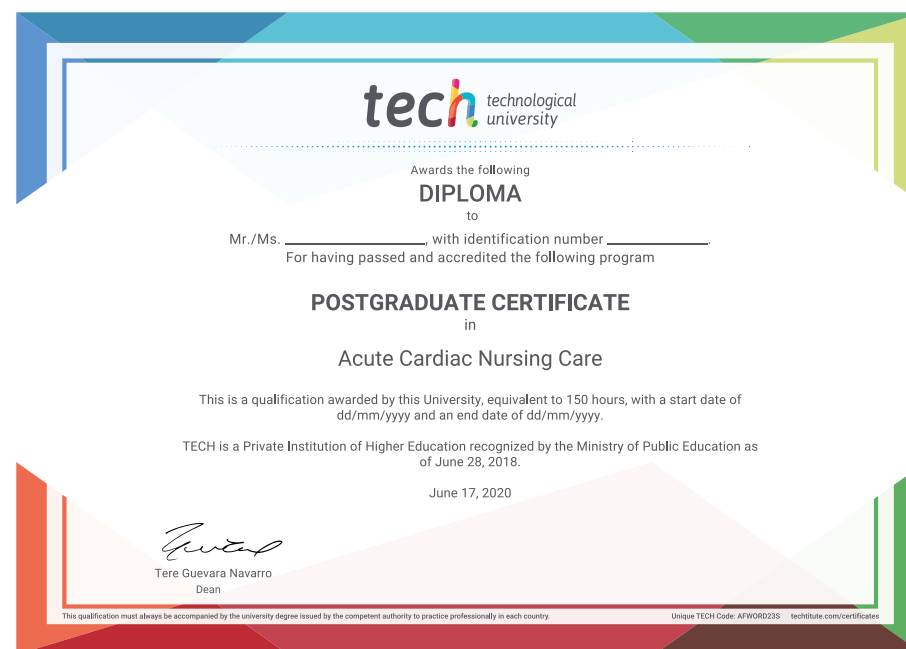 tech technological
university
Awards the following
DIPLOMA
to
Mr./Ms. ____________________, with identification number ______________.
For having passed and accredited the following program
POSTGRADUATE CERTIFICATE
in
Acute Cardiac Nursing Care
This is a qualification awarded by this University, equivalent to 150 hours, with a start date of
dd/mm/yyyy and an end date of dd/mm/yyyy.
TECH is a Private Institution of Higher Education recognized by the Ministry of Public Education as
of June 28, 2018.
June 17, 2020
Tere Guevara Navarro
Dean
This qualification must always be accompanied by the university degree issued by the competent authority to practice professionally in each country.
Unique TECH Code: AFWORD23S techtitute.com/certificates